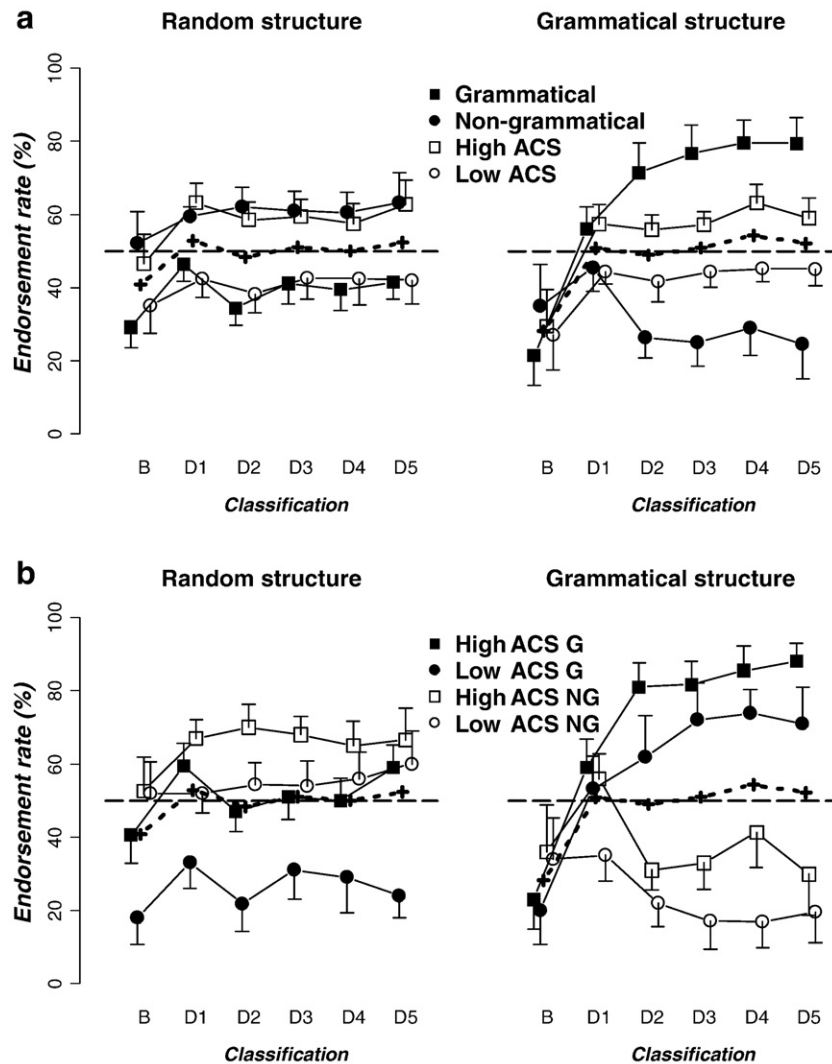 a
Random structure
Grammatical structure
Endorsement rate (%)
100
80
60
40
20
0
Grammatical
Non-grammatical
High ACS
Low ACS
B D1 D2 D3 D4 D5
B D1 D2 D3 D4 D5
Classification
Classification
b
Random structure
Grammatical structure
Endorsement rate (%)
100
80
60
40
20
0
High ACS G
Low ACS G
High ACS NG
Low ACS NG
B D1 D2 D3 D4 D5
B D1 D2 D3 D4 D5
Classification
Classification